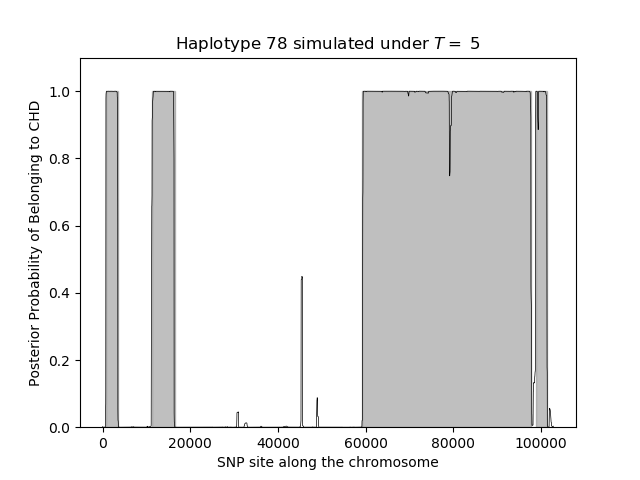 Haplotype 78 simulated under T = 5
Posterior Probability of Belonging to CHD
1.0
0.8
0.6
0.4
0.2
0.0
0 20000 40000 60000 80000 100000
SNP site along the chromosome